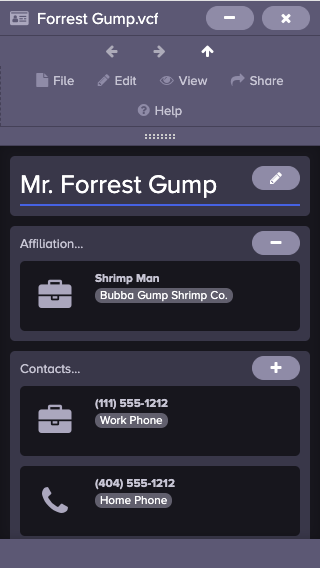 Forrest Gump.vcf
File Edit View Share
Help
Mr. Forrest Gump
Affiliation...
Shrimp Man
Bubba Gump Shrimp Co.
Contacts...
(111) 555-1212
Work Phone
(404) 555-1212
Home Phone